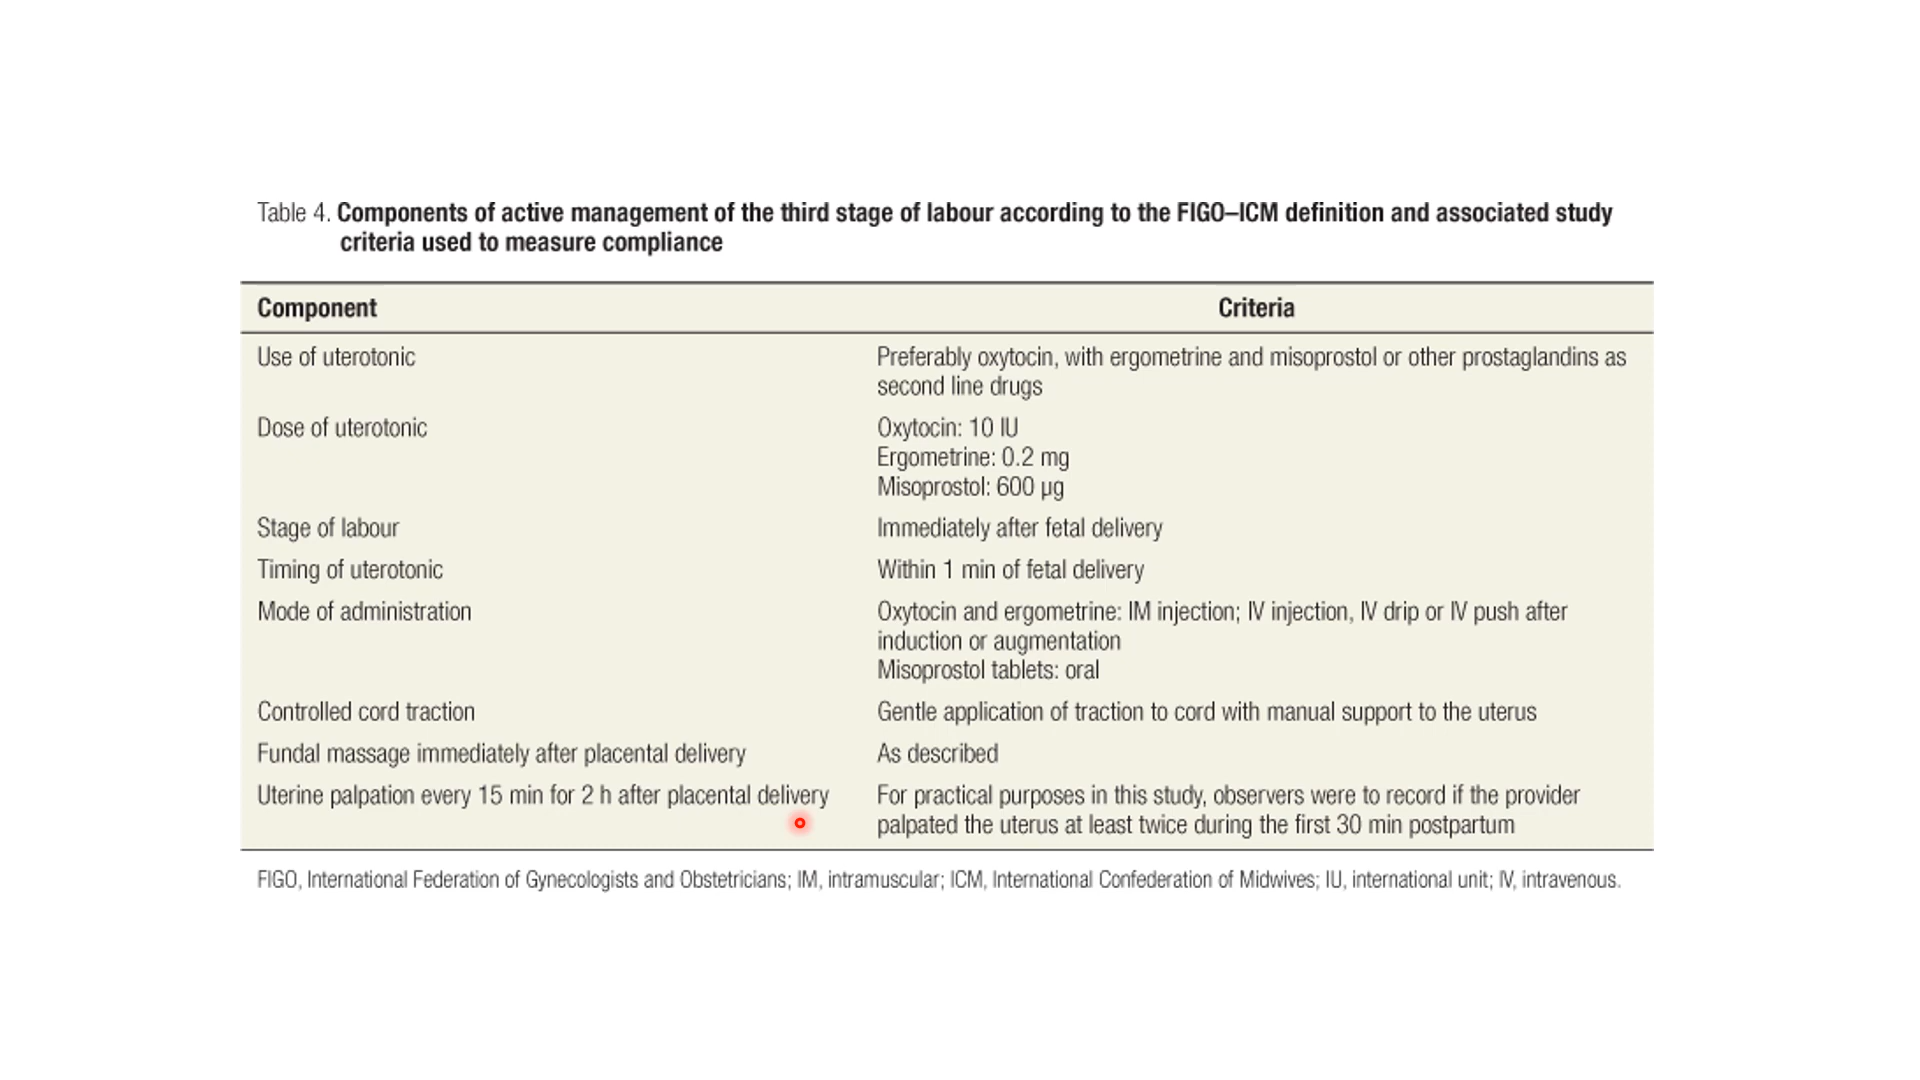 Table 4. Components of active management of the third stage of labour according to the FIGO–ICM definition and associated study
criteria used to measure compliance
Component
Criteria
Use of uterotonic
Preferably oxytocin, with ergometrine and misoprostol or other prostaglandins as
second line drugs
Dose of uterotonic
Oxytocin: 10 IU
Ergometrine: 0.2 mg
Misoprostol: 600 µg
Stage of labour
Immediately after fetal delivery
Timing of uterotonic
Within 1 min of fetal delivery
Mode of administration
Oxytocin and ergometrine: IM injection; IV injection, IV drip or IV push after
induction or augmentation
Misoprostol tablets: oral
Controlled cord traction
Gentle application of traction to cord with manual support to the uterus
Fundal massage immediately after placental delivery
As described
Uterine palpation every 15 min for 2 h after placental delivery
For practical purposes in this study, observers were to record if the provider
palpated the uterus at least twice during the first 30 min postpartum
FIGO, International Federation of Gynecologists and Obstetricians; IM, intramuscular; ICM, International Confederation of Midwives; IU, international unit; IV, intravenous.